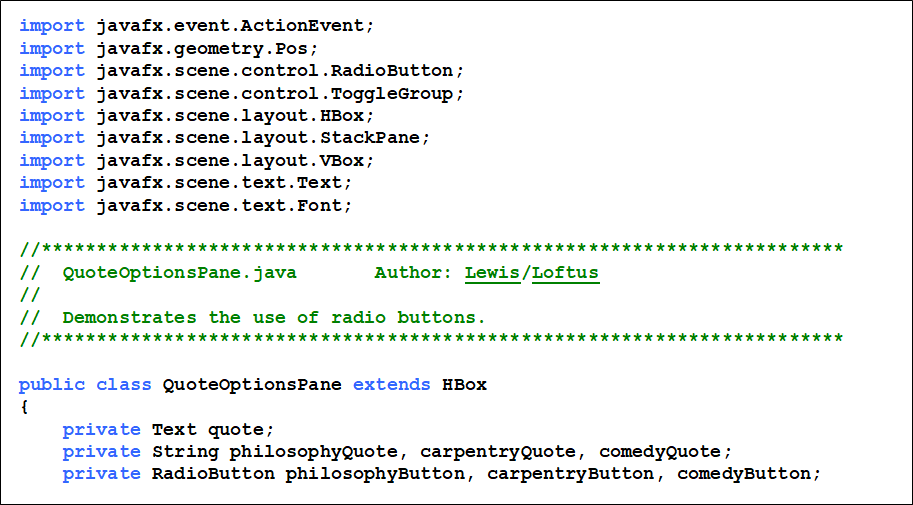 import javafx.event.ActionEvent;
import javafx.geometry.Pos;
import javafx.scene.control.RadioButton;
import javafx.scene.control.ToggleGroup;
import javafx.scene.layout.HBox;
import javafx.scene.layout.StackPane;
import javafx.scene.layout.VBox;
import javafx.scene.text.Text;
import javafx.scene.text.Font;

//************************************************************************
//  QuoteOptionsPane.java       Author: Lewis/Loftus
//
//  Demonstrates the use of radio buttons.
//************************************************************************

public class QuoteOptionsPane extends HBox
{
    private Text quote;
    private String philosophyQuote, carpentryQuote, comedyQuote;
    private RadioButton philosophyButton, carpentryButton, comedyButton;